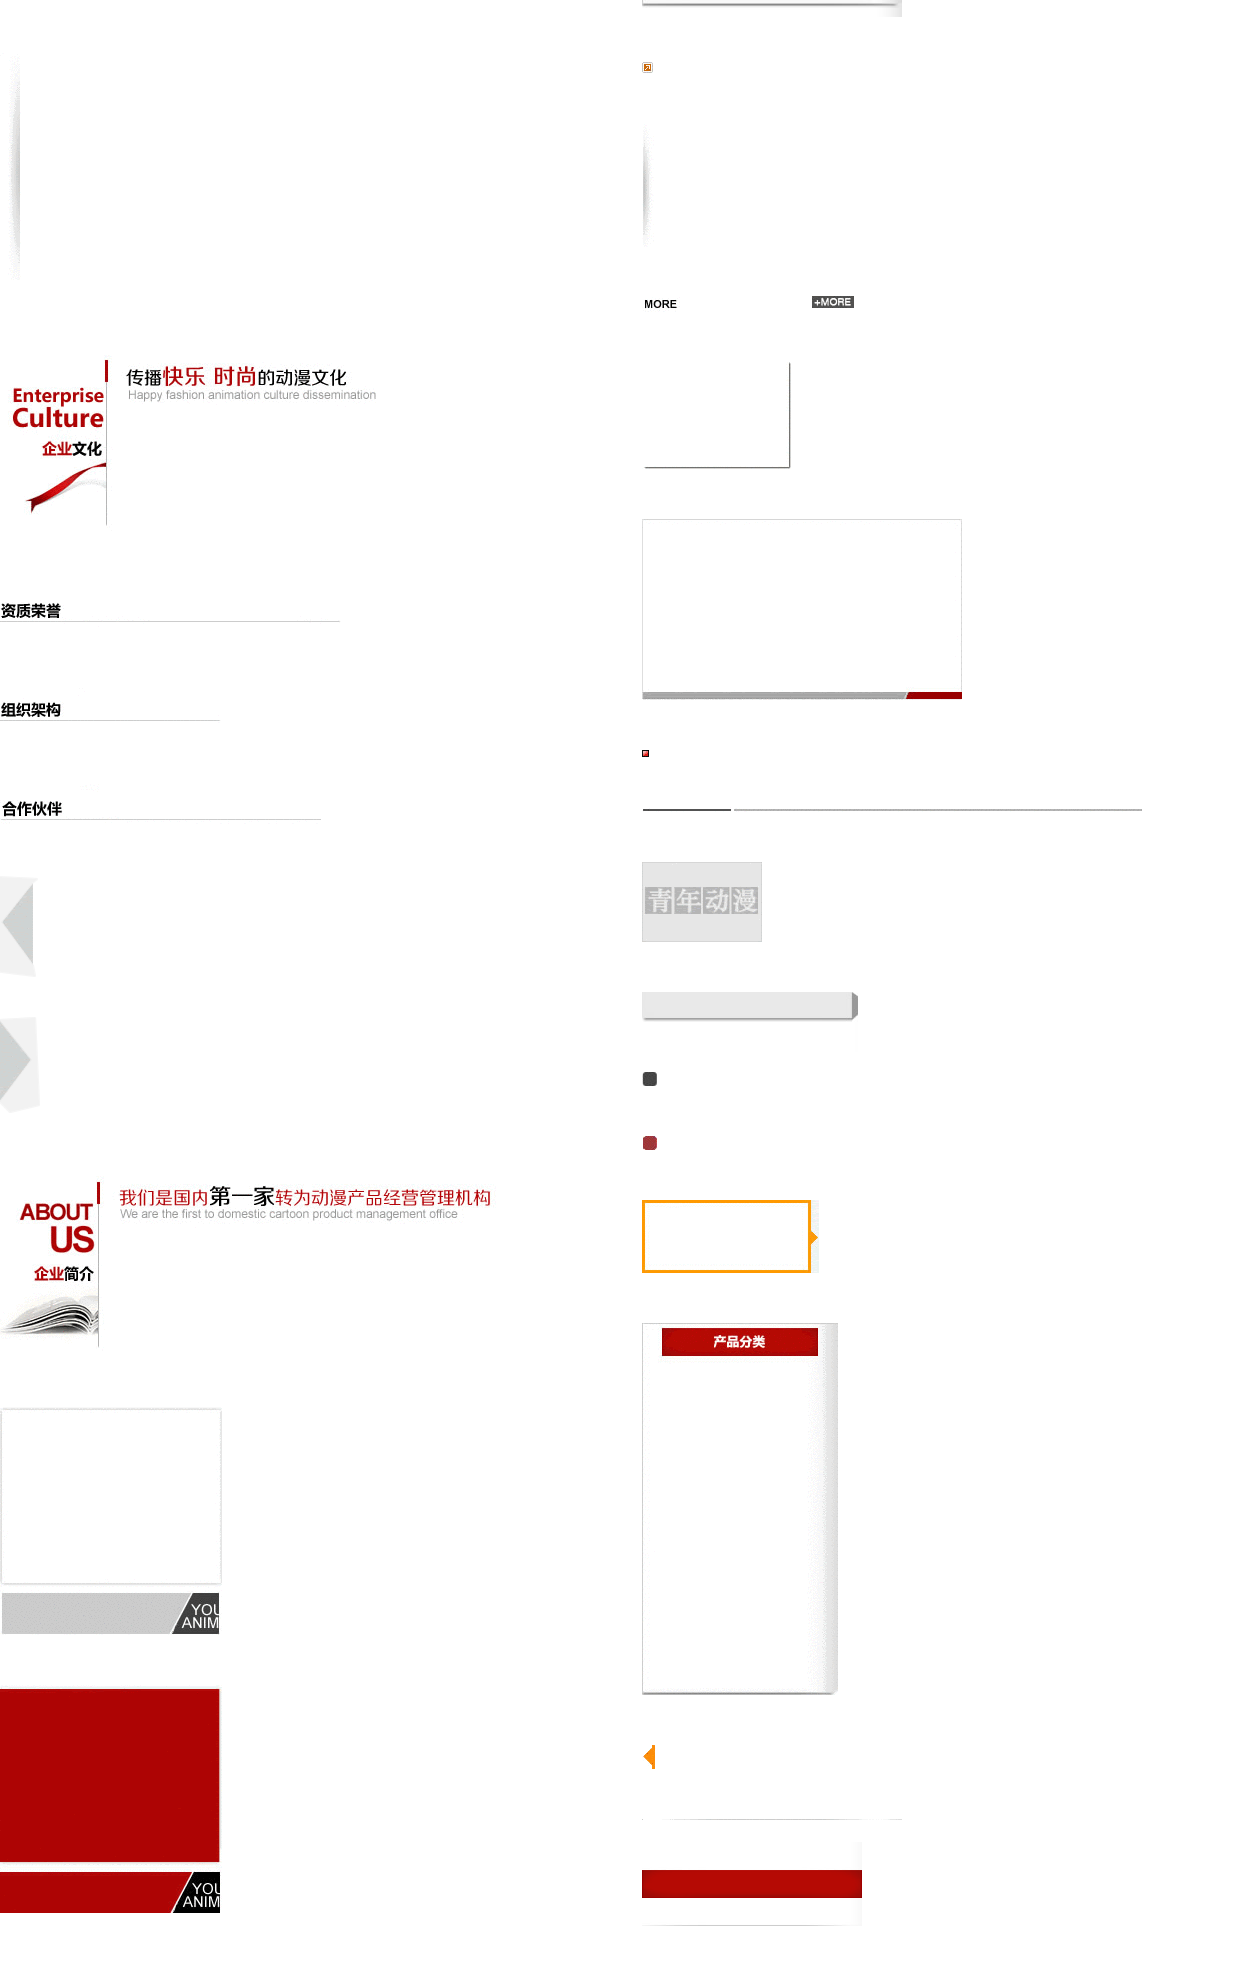 MORE
+MORE
传播快乐 时尚的动漫文化
Happy fashion animation culture dissemination
Enterprise
Culture
企业文化
资质荣誉
组织架构
合作伙伴
青年动漫
我们是国内第一家转为动漫产品经营管理机构
We are the first to domestic cartoon product management office
ABOUT
US
企业简介
产品分类
YOU
ANIM
YOU
ANIM